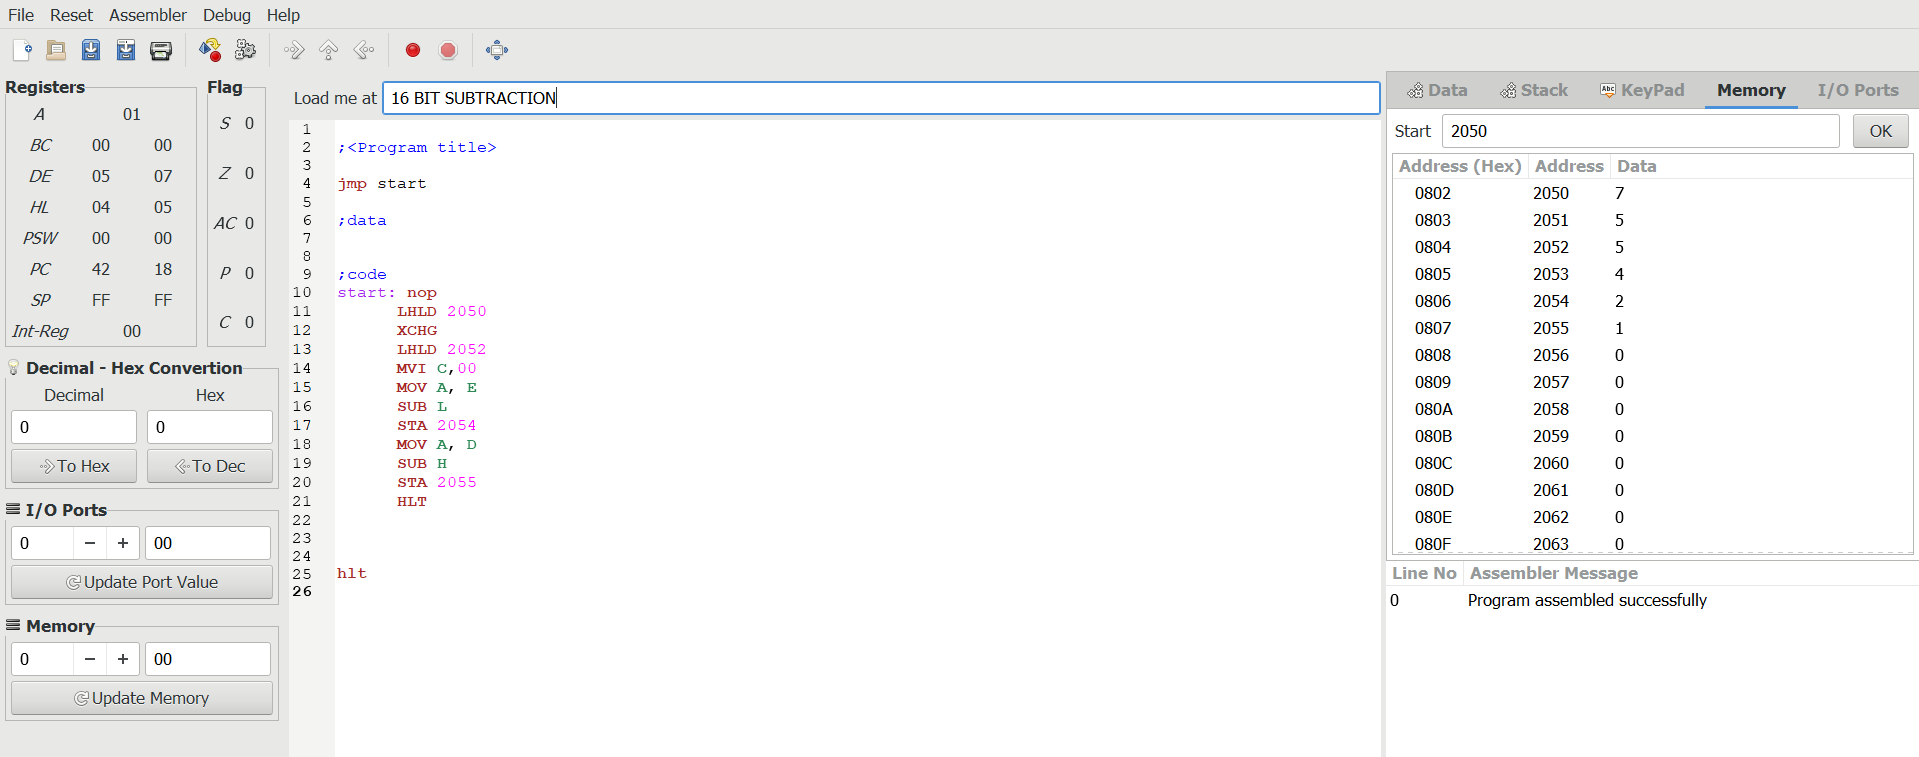 File Reset Assembler Debug Help
Registers
A 01
BC 00 00
DE 05 07
HL 04 05
PSW 00 00
PC 42 18
SP FF FF
Int-Reg 00
Flag
S 0
Z 0
AC 0
P 0
C 0
Decimal - Hex Convertion
Decimal Hex
0 0
To Hex To Dec
I/O Ports
0 − + 00
Update Port Value
Memory
0 − + 00
Update Memory
Load me at 16 BIT SUBTRACTION
1
2 ;<Program title>
3
4 jmp start
5
6 ;data
7
8
9 ;code
10 start: nop
11 LHLD 2050
12 XCHG
13 LHLD 2052
14 MVI C,00
15 MOV A, E
16 SUB L
17 STA 2054
18 MOV A, D
19 SUB H
20 STA 2055
21 HLT
22
23
24
25 hlt
26
Data Stack Abc KeyPad Memory I/O Ports
Start 2050 OK
Address (Hex) Address Data
0802 2050 7
0803 2051 5
0804 2052 5
0805 2053 4
0806 2054 2
0807 2055 1
0808 2056 0
0809 2057 0
080A 2058 0
080B 2059 0
080C 2060 0
080D 2061 0
080E 2062 0
080F 2063 0
Line No Assembler Message
0 Program assembled successfully